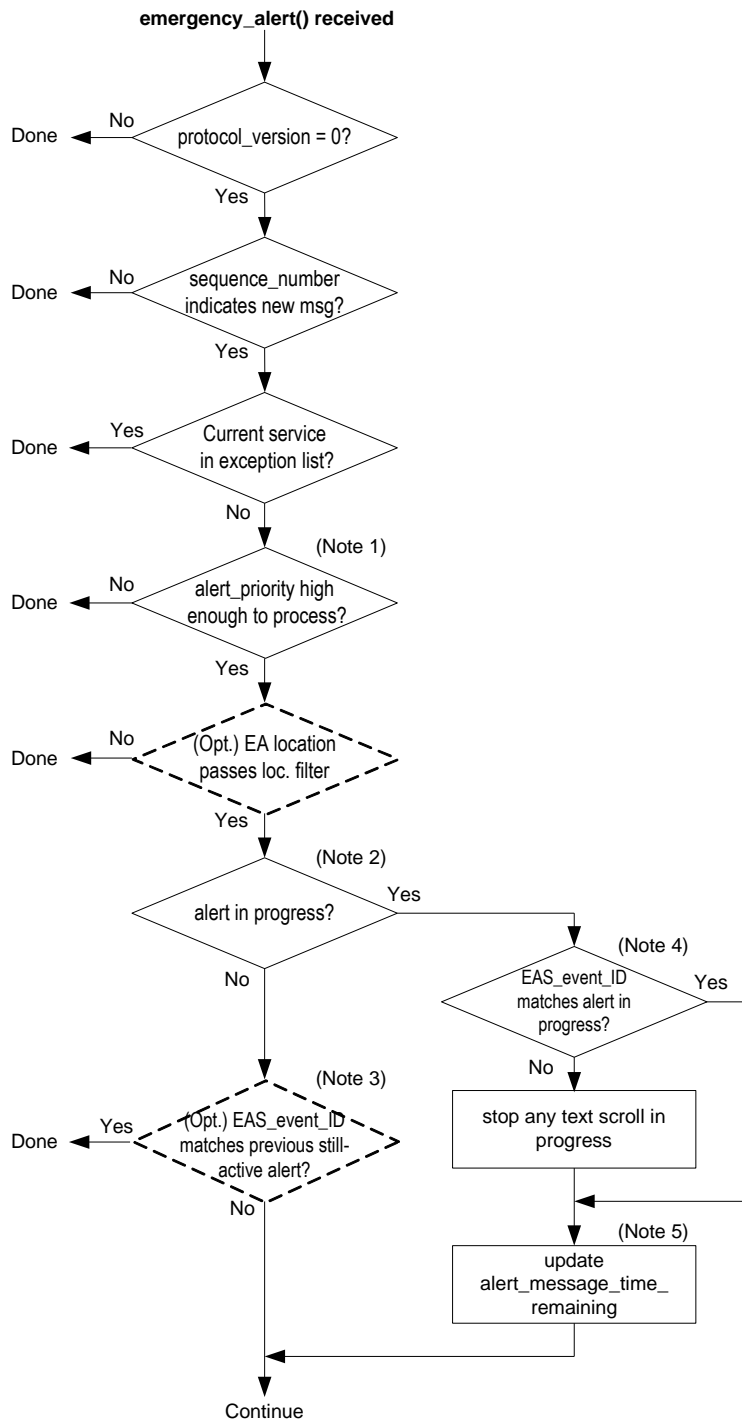 emergency_alert() received
No
Done
protocol_version = 0?
Yes
No
Done
sequence_number
indicates new msg?
Yes
Yes
Done
Current service
in exception list?
No
(Note 1)
No
Done
alert_priority high
enough to process?
Yes
No
Done
(Opt.) EA location
passes loc. filter
Yes
(Note 2)
alert in progress?
Yes
No
(Note 4)
EAS_event_ID
matches alert in
progress?
Yes
No
stop any text scroll in
progress
(Note 3)
Yes
Done
(Opt.) EAS_event_ID
matches previous still-
active alert?
No
(Note 5)
update
alert_message_time_
remaining
Continue